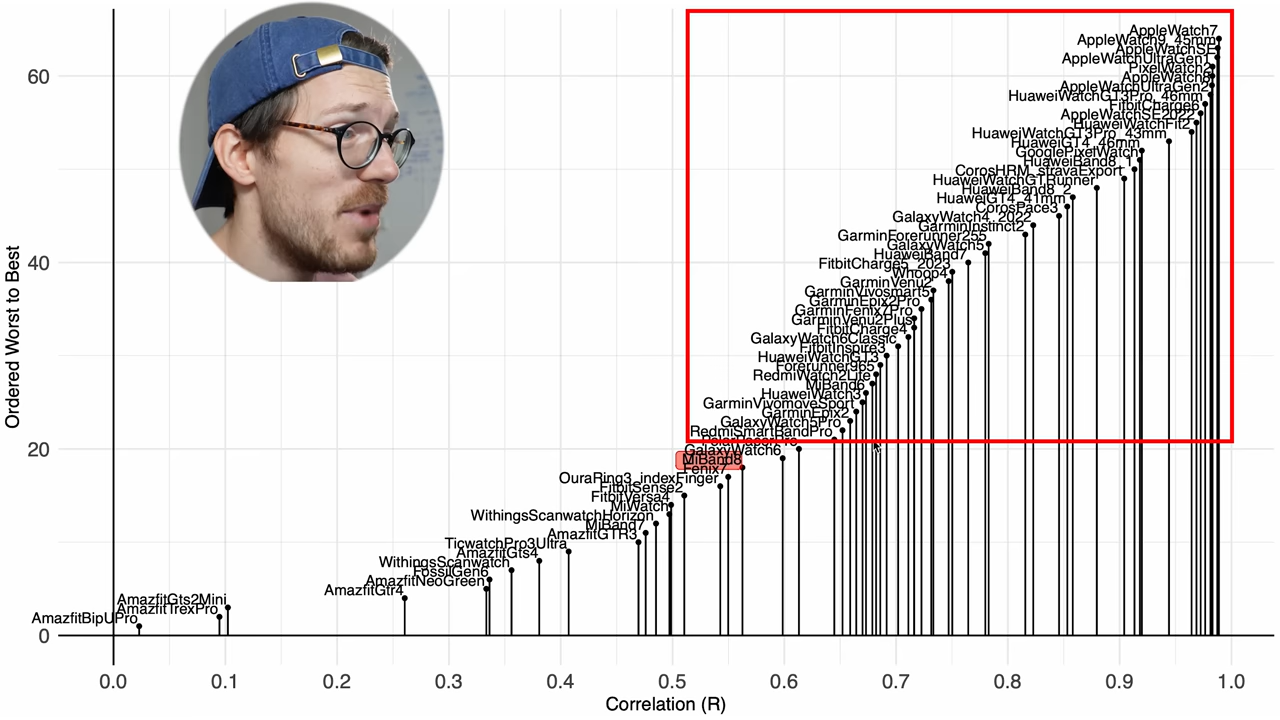 AppleWatch7
AppleWatch9_45mm
AppleWatchSE
AppleWatchUltraGen1
PixelWatch2
AppleWatch8
AppleWatchUltraGen2
HuaweiWatchGT3Pro_46mm
FitbitCharge6
AppleWatchSE2022
HuaweiWatchFit2
HuaweiWatchGT3Pro_43mm
HuaweiGT4_46mm
GooglePixelWatch
HuaweiBand8_1
CorosHRM_stravaExport
HuaweiWatchGTRunner
HuaweiBand8_2
HuaweiGT4_41mm
CorosPace3
GalaxyWatch4_2022
GarminInstinct2
GarminForerunner255
GalaxyWatch5
HuaweiBand7
FitbitCharge5_2023
Whoop4
GarminVenu2
GarminVivosmart5
GarminEpix2Pro
GarminFenix7Pro
GarminVenu2Plus
FitbitCharge4
GalaxyWatch6Classic
FitbitInspire3
HuaweiWatchGT3
Forerunner965
RedmiWatch2Lite
MiBand6
HuaweiWatch3
GarminVivomoveSport
GarminEpix2
GalaxyWatch5Pro
RedmiSmartBandPro
GalaxyWatch6
MiBand8
Fenix7
OuraRing3_indexFinger
FitbitSense2
FitbitVersa4
MiWatch
WithingsScanwatchHorizon
MiBand7
AmazfitGTR3
TicwatchPro3Ultra
AmazfitGts4
WithingsScanwatch
FossilGen6
AmazfitNeoGreen
AmazfitGtr4
AmazfitGts2Mini
AmazfitTrexPro
AmazfitBipUPro
60
40
20
0
Ordered Worst to Best
0.0 0.1 0.2 0.3 0.4 0.5 0.6 0.7 0.8 0.9 1.0
Correlation (R)